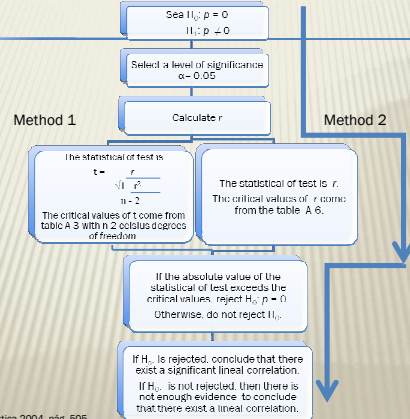 Sea H₀: p = 0
H₁: p ≠ 0
Select a level of significance
α= 0.05
Calculate r
Method 1
Method 2
The statistical of test is
t = r
√1 r²
n - 2
The critical values of t come from
table A 3 with n 2 celsius degrees
of freedom
The statistical of test is r.
The critical values of r come
from the table A 6.
If the absolute value of the
statistical of test exceeds the
critical values, reject H₀: p = 0
Otherwise, do not reject H₀.
If H₀. Is rejected, conclude that there
exist a significant lineal correlation.
If H₀. is not rejected, then there is
not enough evidence to conclude
that there exist a lineal correlation.
2004, pág. 505